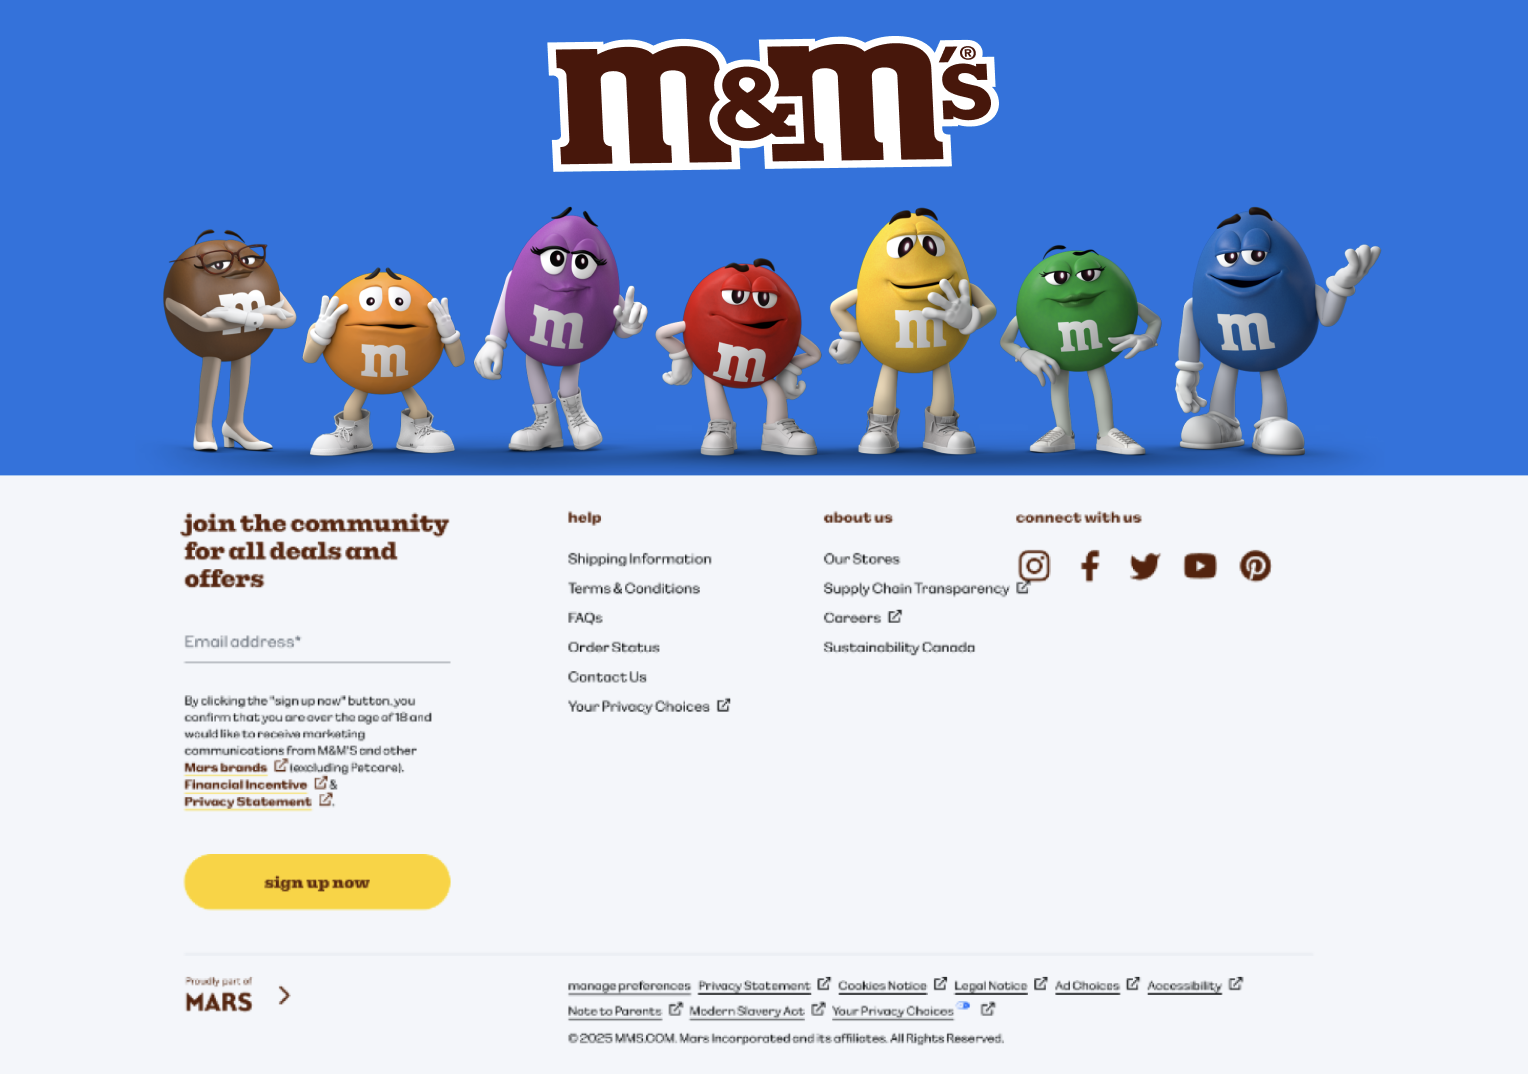 m&m's®
m
m
m
m
m
m
m
join the community
for all deals and
offers
Email address*
By clicking the "sign up now" button, you
confirm that you are over the age of 18 and
would like to receive marketing
communications from M&M'S and other
Mars brands (excluding Petcare).
Financial Incentive &
Privacy Statement .
sign up now
help
Shipping Information
Terms & Conditions
FAQs
Order Status
Contact Us
Your Privacy Choices
about us
Our Stores
Supply Chain Transparency
Careers
Sustainability Canada
connect with us
Proudly part of
MARS
manage preferences Privacy Statement Cookies Notice Legal Notice Ad Choices Accessibility
Note to Parents Modern Slavery Act Your Privacy Choices
© 2025 MMS.COM. Mars Incorporated and its affiliates. All Rights Reserved.